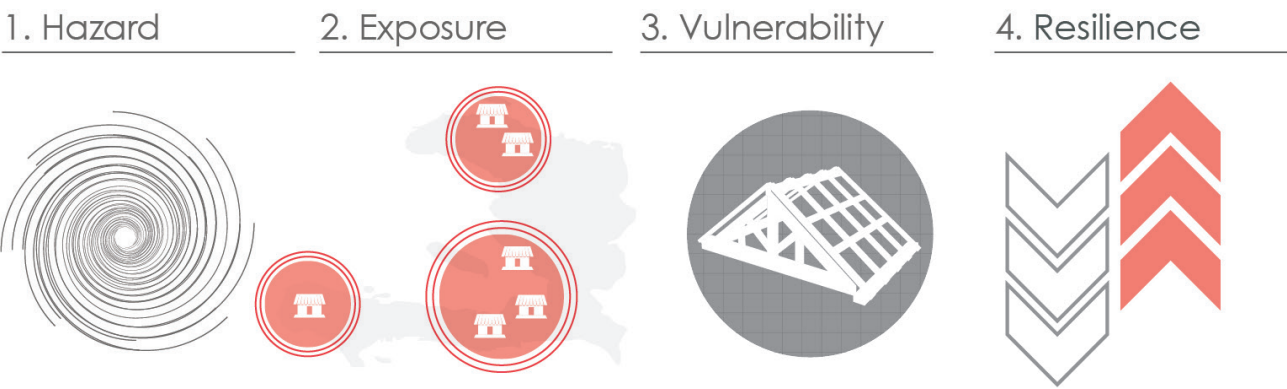 1. Hazard
2. Exposure
3. Vulnerability
4. Resilience